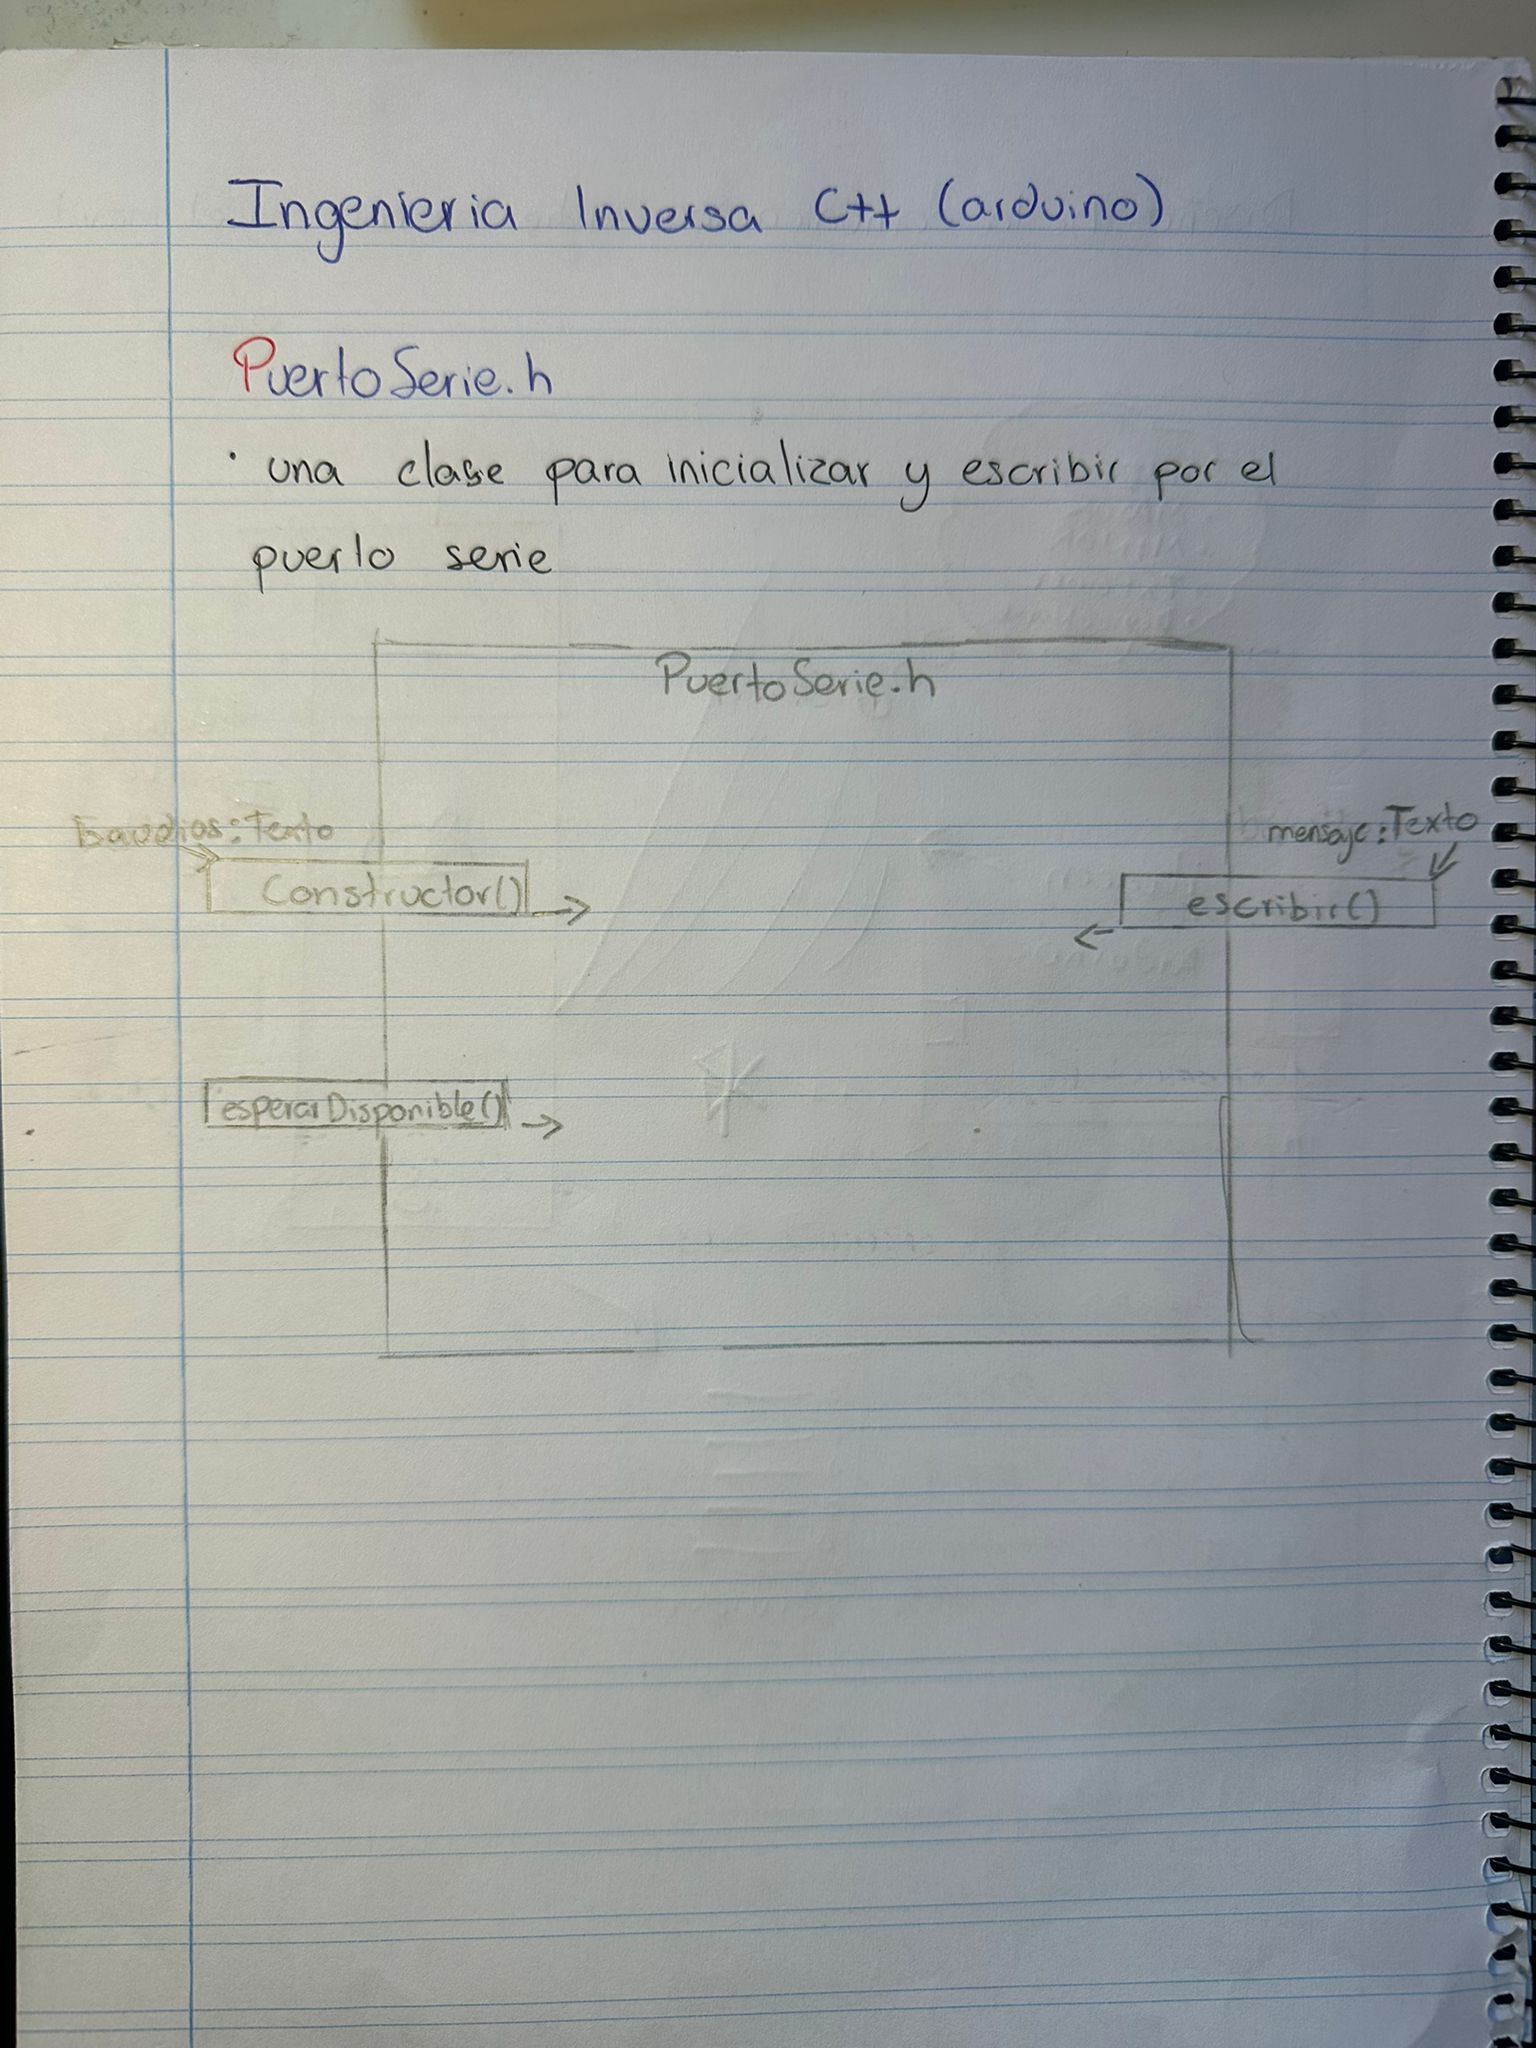 Ingenieria Inversa C++ (arduino)
PuertoSerie.h
• una clase para inicializar y escribir por el
puerto serie
PuertoSerie.h
baudios: Texto
mensaje: Texto
Constructor()
escribir()
esperarDisponible()